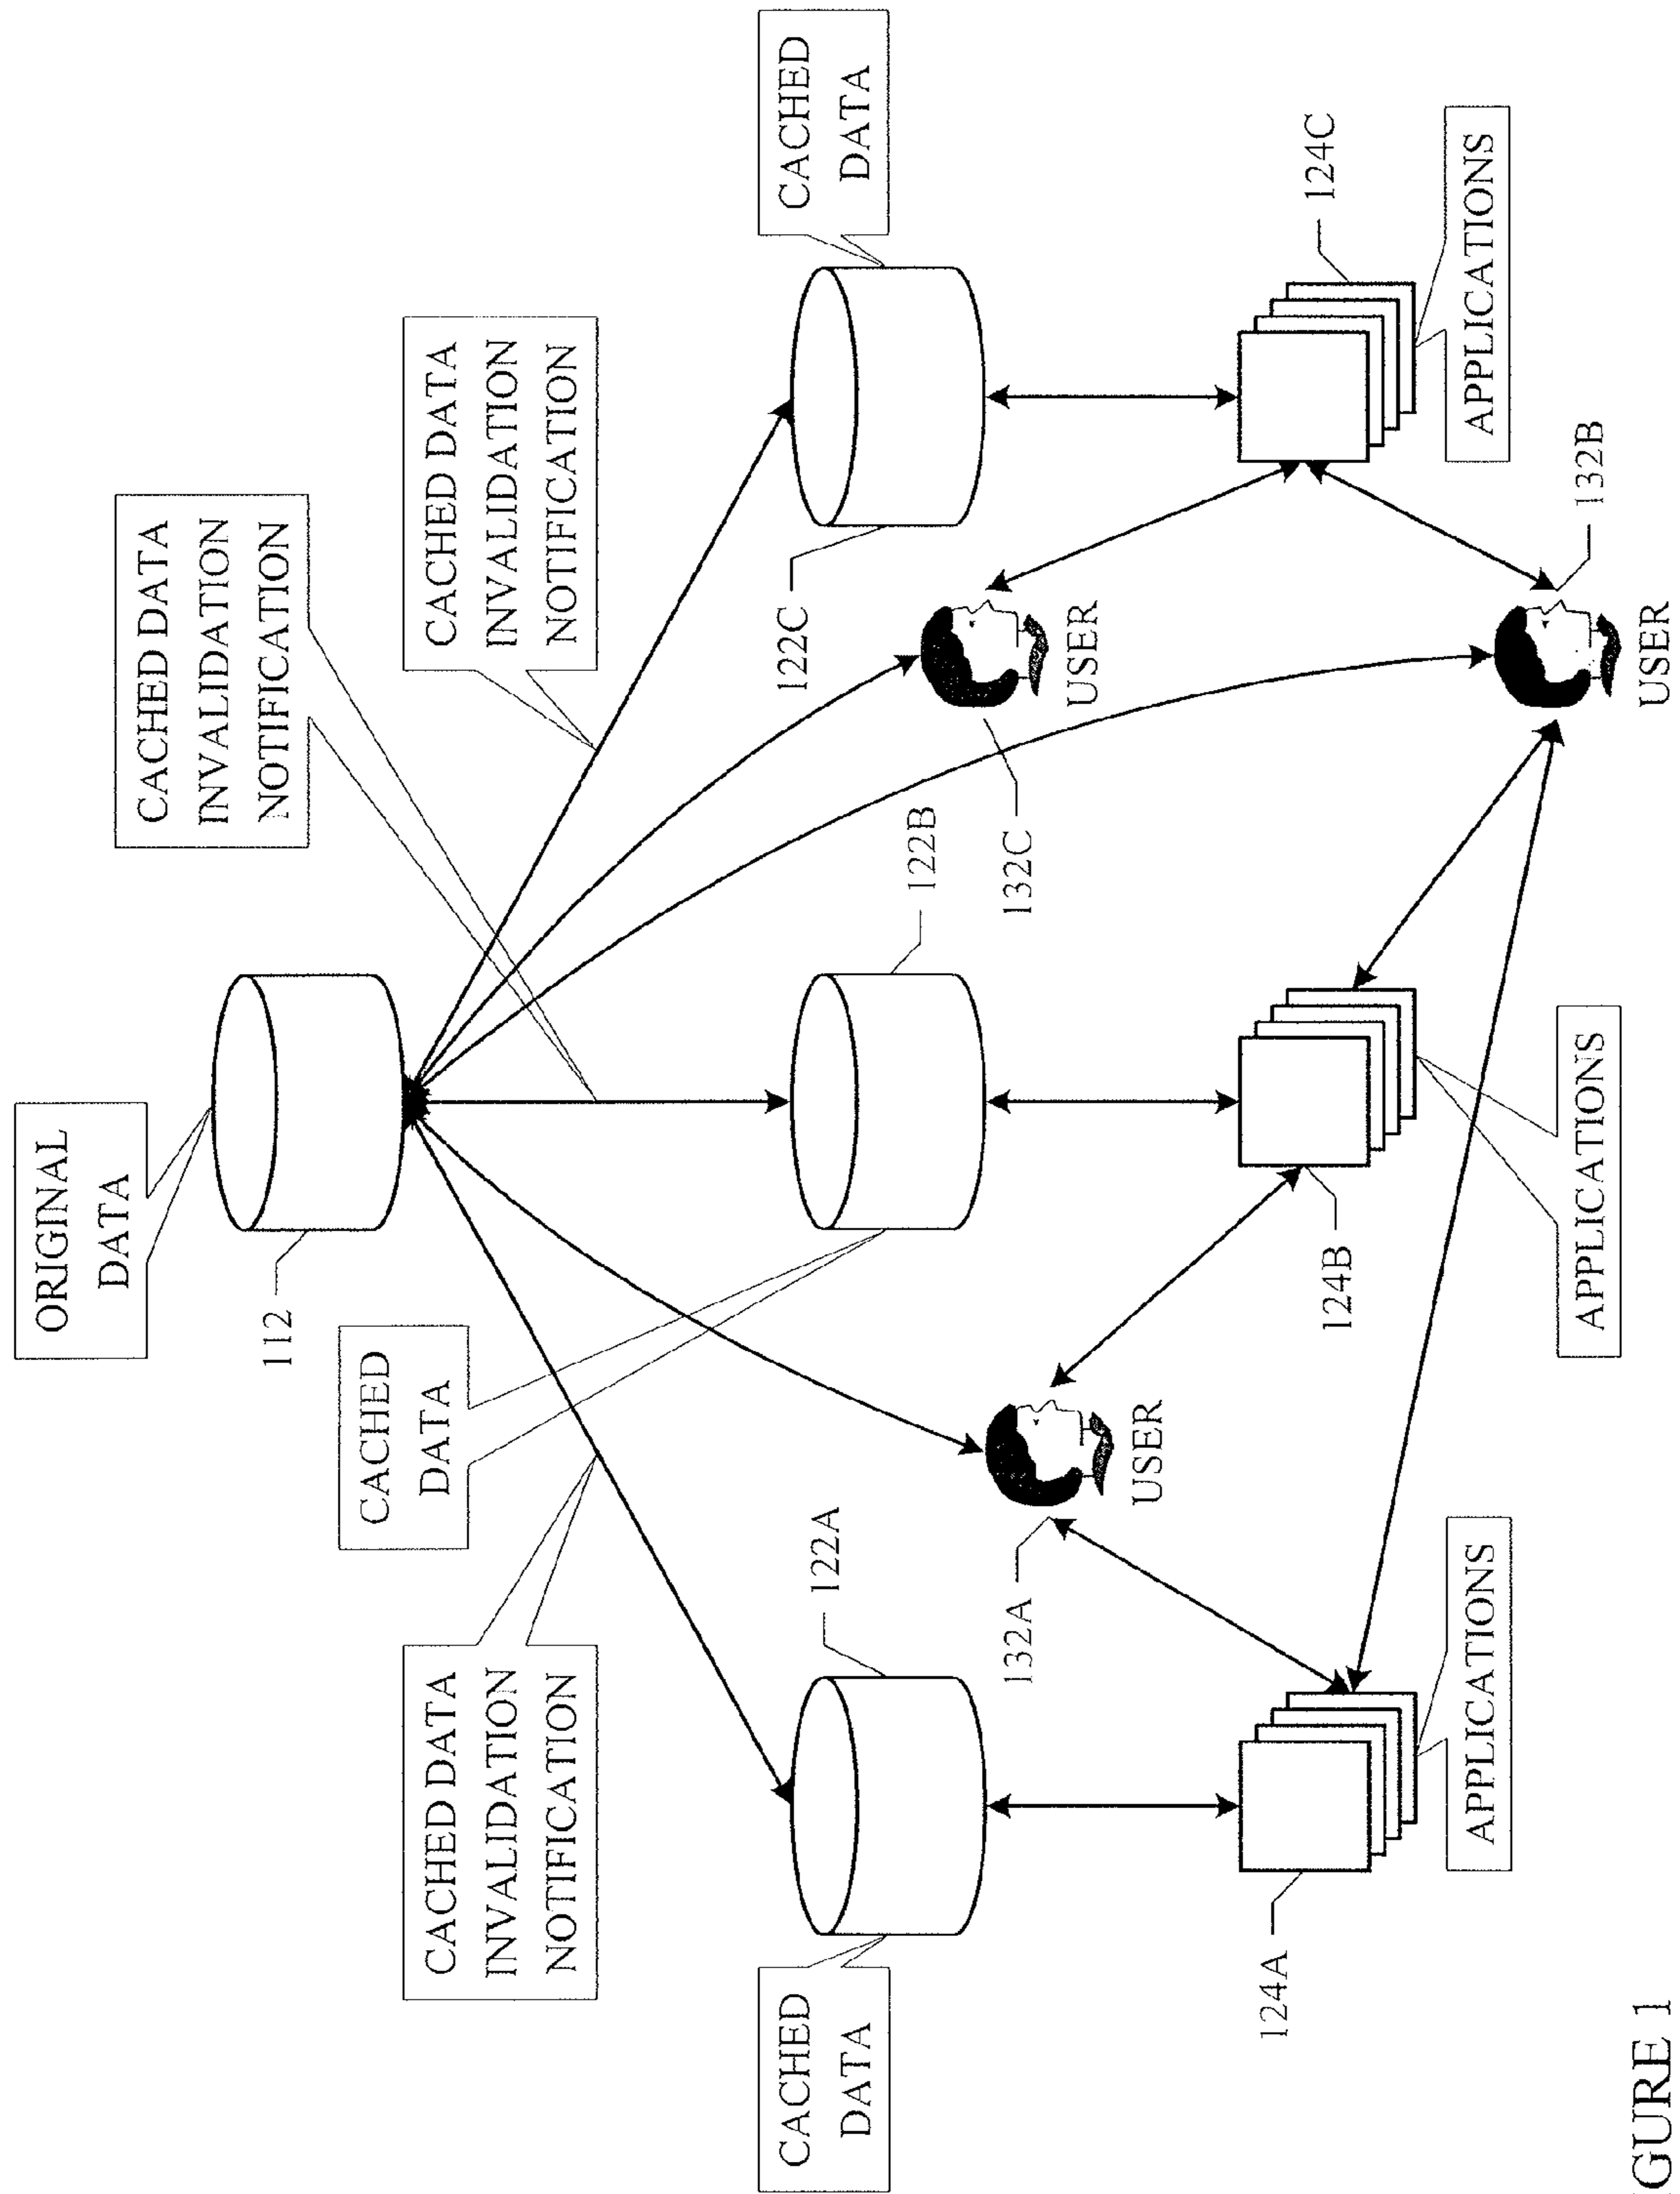 ORIGINAL
DATA
CACHED DATA
INVALIDATION
NOTIFICATION
112
CACHED
DATA
CACHED DATA
INVALIDATION
NOTIFICATION
CACHED DATA
INVALIDATION
NOTIFICATION
CACHED
DATA
122A
122B
122C
CACHED
DATA
132A
USER
132C
USER
124A
124B
124C
APPLICATIONS
APPLICATIONS
APPLICATIONS
132B
USER
GURE 1